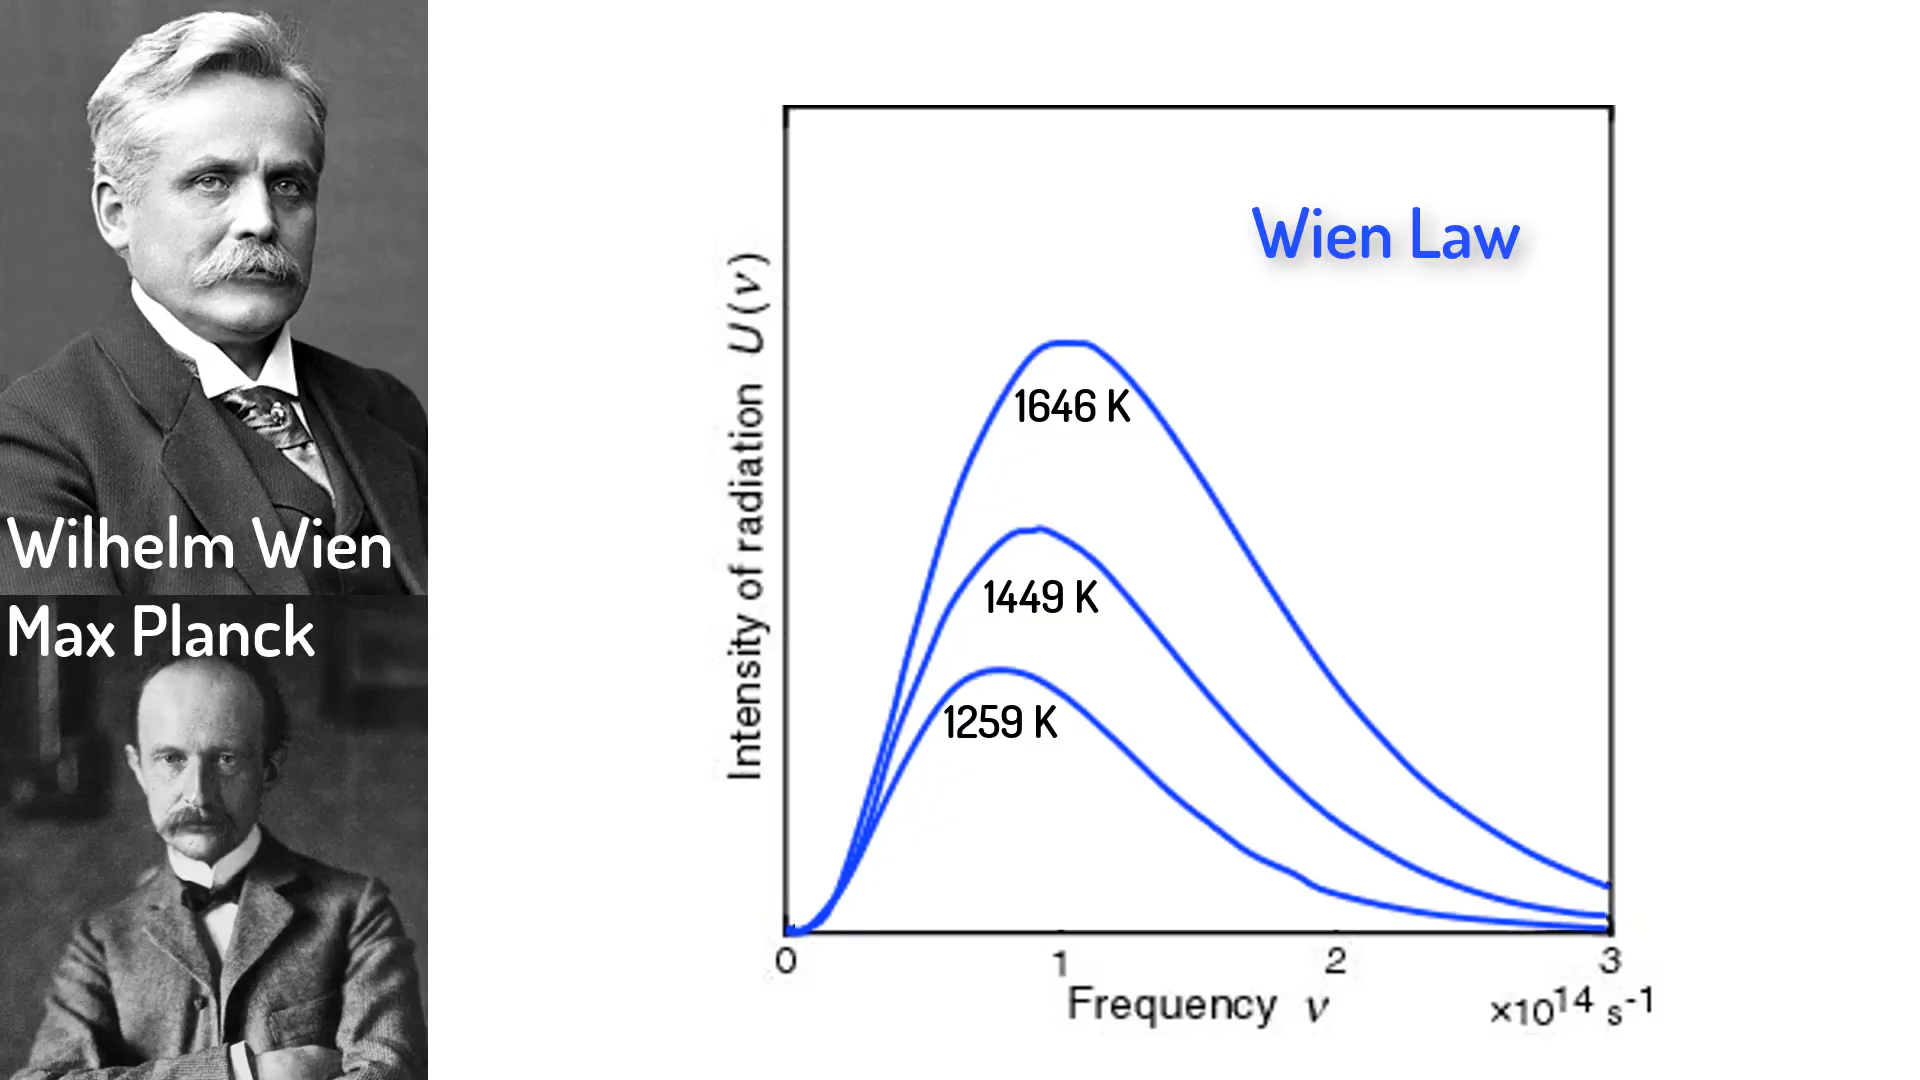 Wilhelm Wien
Max Planck
Wien Law
Intensity of radiation U(ν)
1646 K
1449 K
1259 K
0 1 2 3
Frequency ν ×10¹⁴ s⁻¹